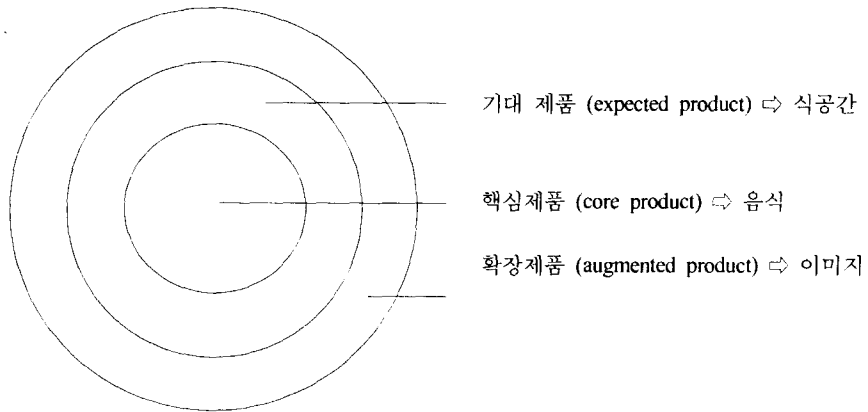 기대 제품 (expected product) ⇨ 식공간
핵심제품 (core product) ⇨ 음식
확장제품 (augmented product) ⇨ 이미지